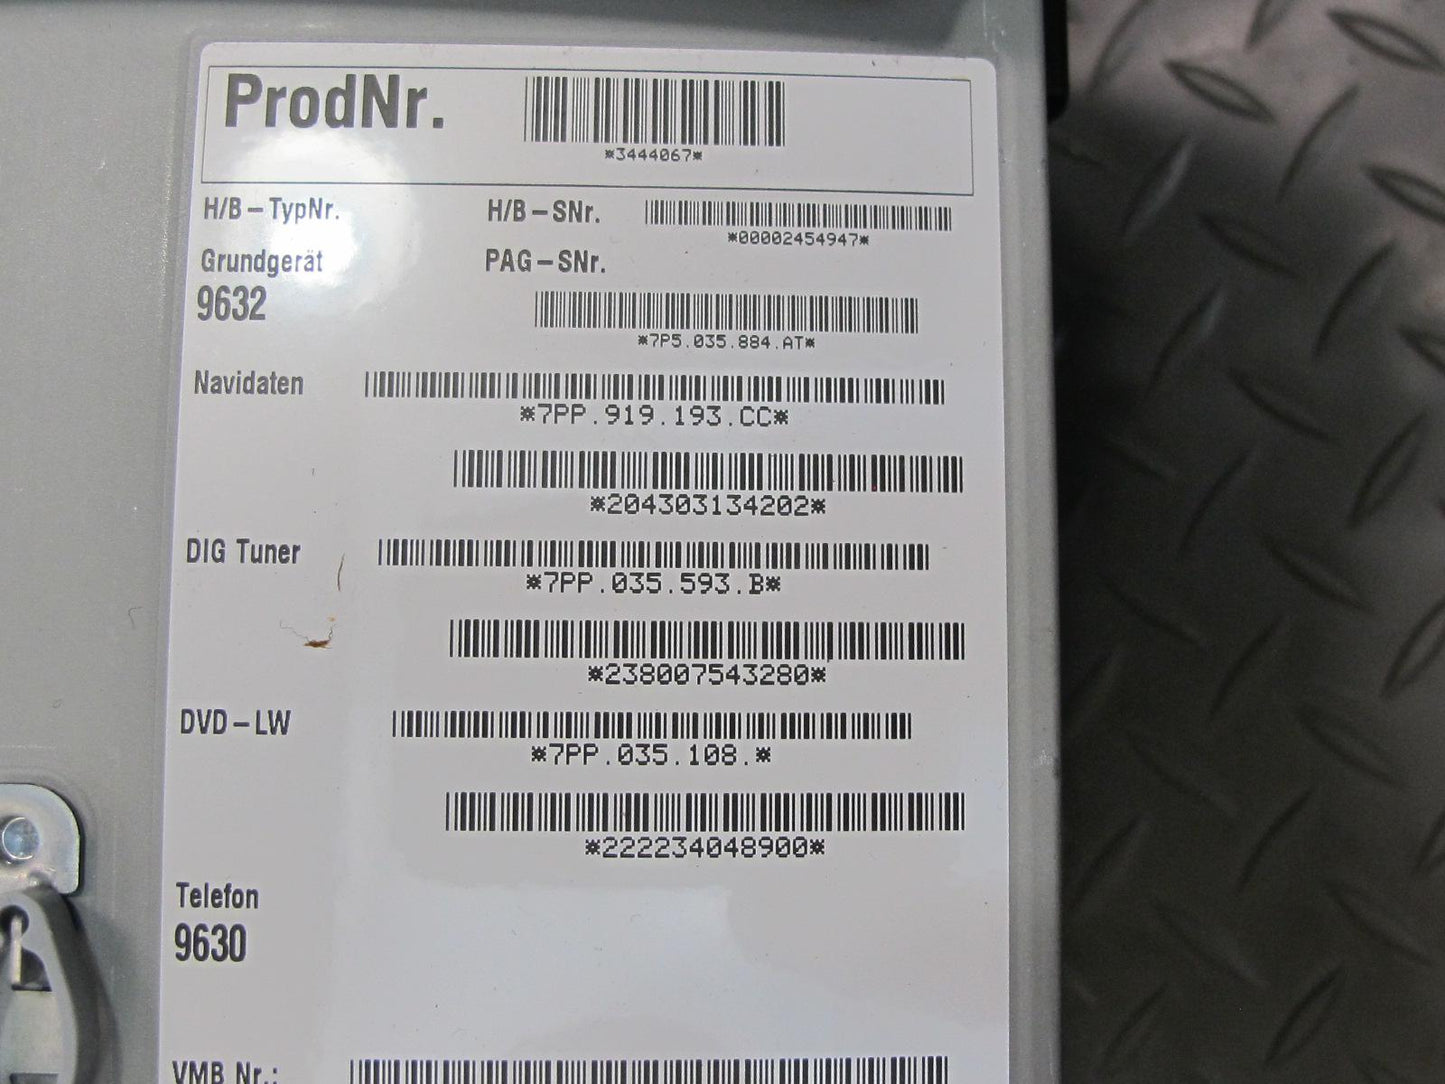 ProdNr.
*3444067*
H/B-TypNr. H/B-SNr.
*00002454947*
Grundgerät PAG-SNr.
9632
*7P5.035.884.AT*
Navidaten
*7PP.919.193.CC*
*204303134202*
DIG Tuner
*7PP.035.593.B*
*238007543280*
DVD-LW
*7PP.035.108.*
*222234048900*
Telefon
9630
VMB Nr.: